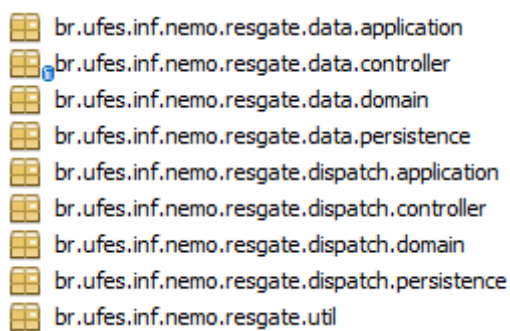 br.ufes.inf.nemo.resgate.data.application
br.ufes.inf.nemo.resgate.data.controller
br.ufes.inf.nemo.resgate.data.domain
br.ufes.inf.nemo.resgate.data.persistence
br.ufes.inf.nemo.resgate.dispatch.application
br.ufes.inf.nemo.resgate.dispatch.controller
br.ufes.inf.nemo.resgate.dispatch.domain
br.ufes.inf.nemo.resgate.dispatch.persistence
br.ufes.inf.nemo.resgate.util